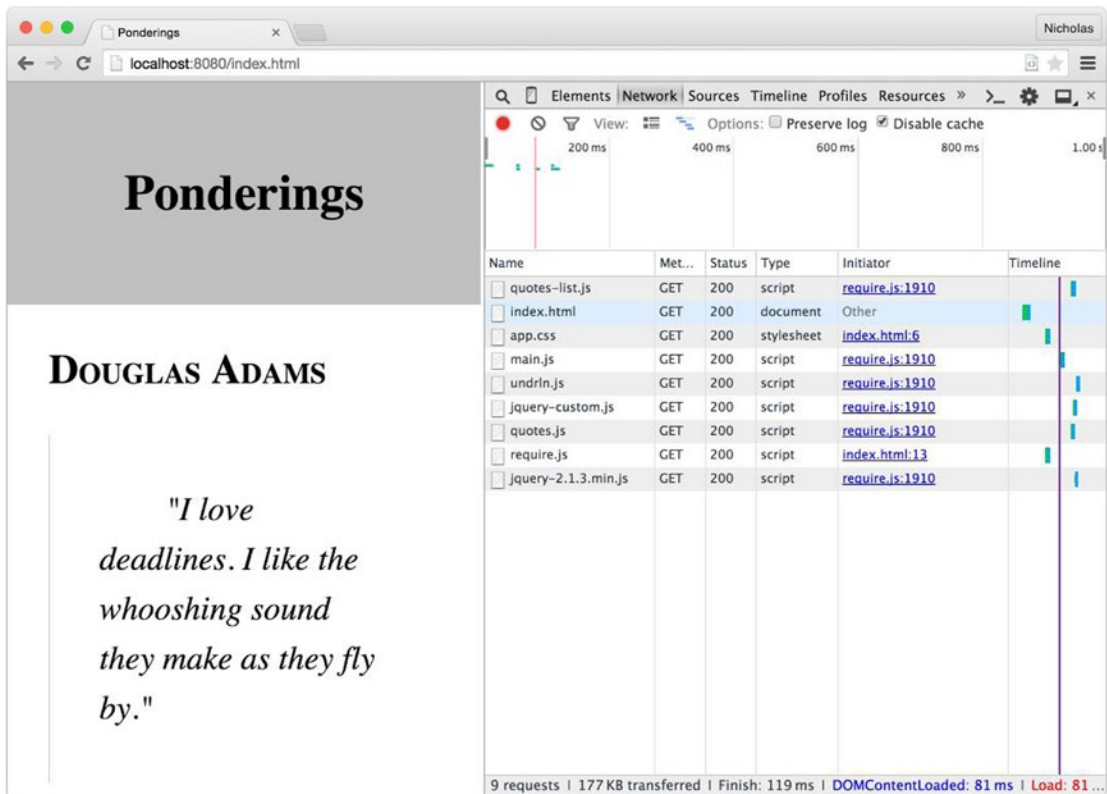 Ponderings ×
Nicholas
localhost:8080/index.html
Ponderings
DOUGLAS ADAMS
"I love
deadlines. I like the
whooshing sound
they make as they fly
by."
Elements Network Sources Timeline Profiles Resources » ×
View: Options: Preserve log Disable cache
200 ms 400 ms 600 ms 800 ms 1.00 s
Name Met... Status Type Initiator Timeline
quotes-list.js GET 200 script require.js:1910
index.html GET 200 document Other
app.css GET 200 stylesheet index.html:6
main.js GET 200 script require.js:1910
undrln.js GET 200 script require.js:1910
jquery-custom.js GET 200 script require.js:1910
quotes.js GET 200 script require.js:1910
require.js GET 200 script index.html:13
jquery-2.1.3.min.js GET 200 script require.js:1910
9 requests | 177 KB transferred | Finish: 119 ms | DOMContentLoaded: 81 ms | Load: 81 ...